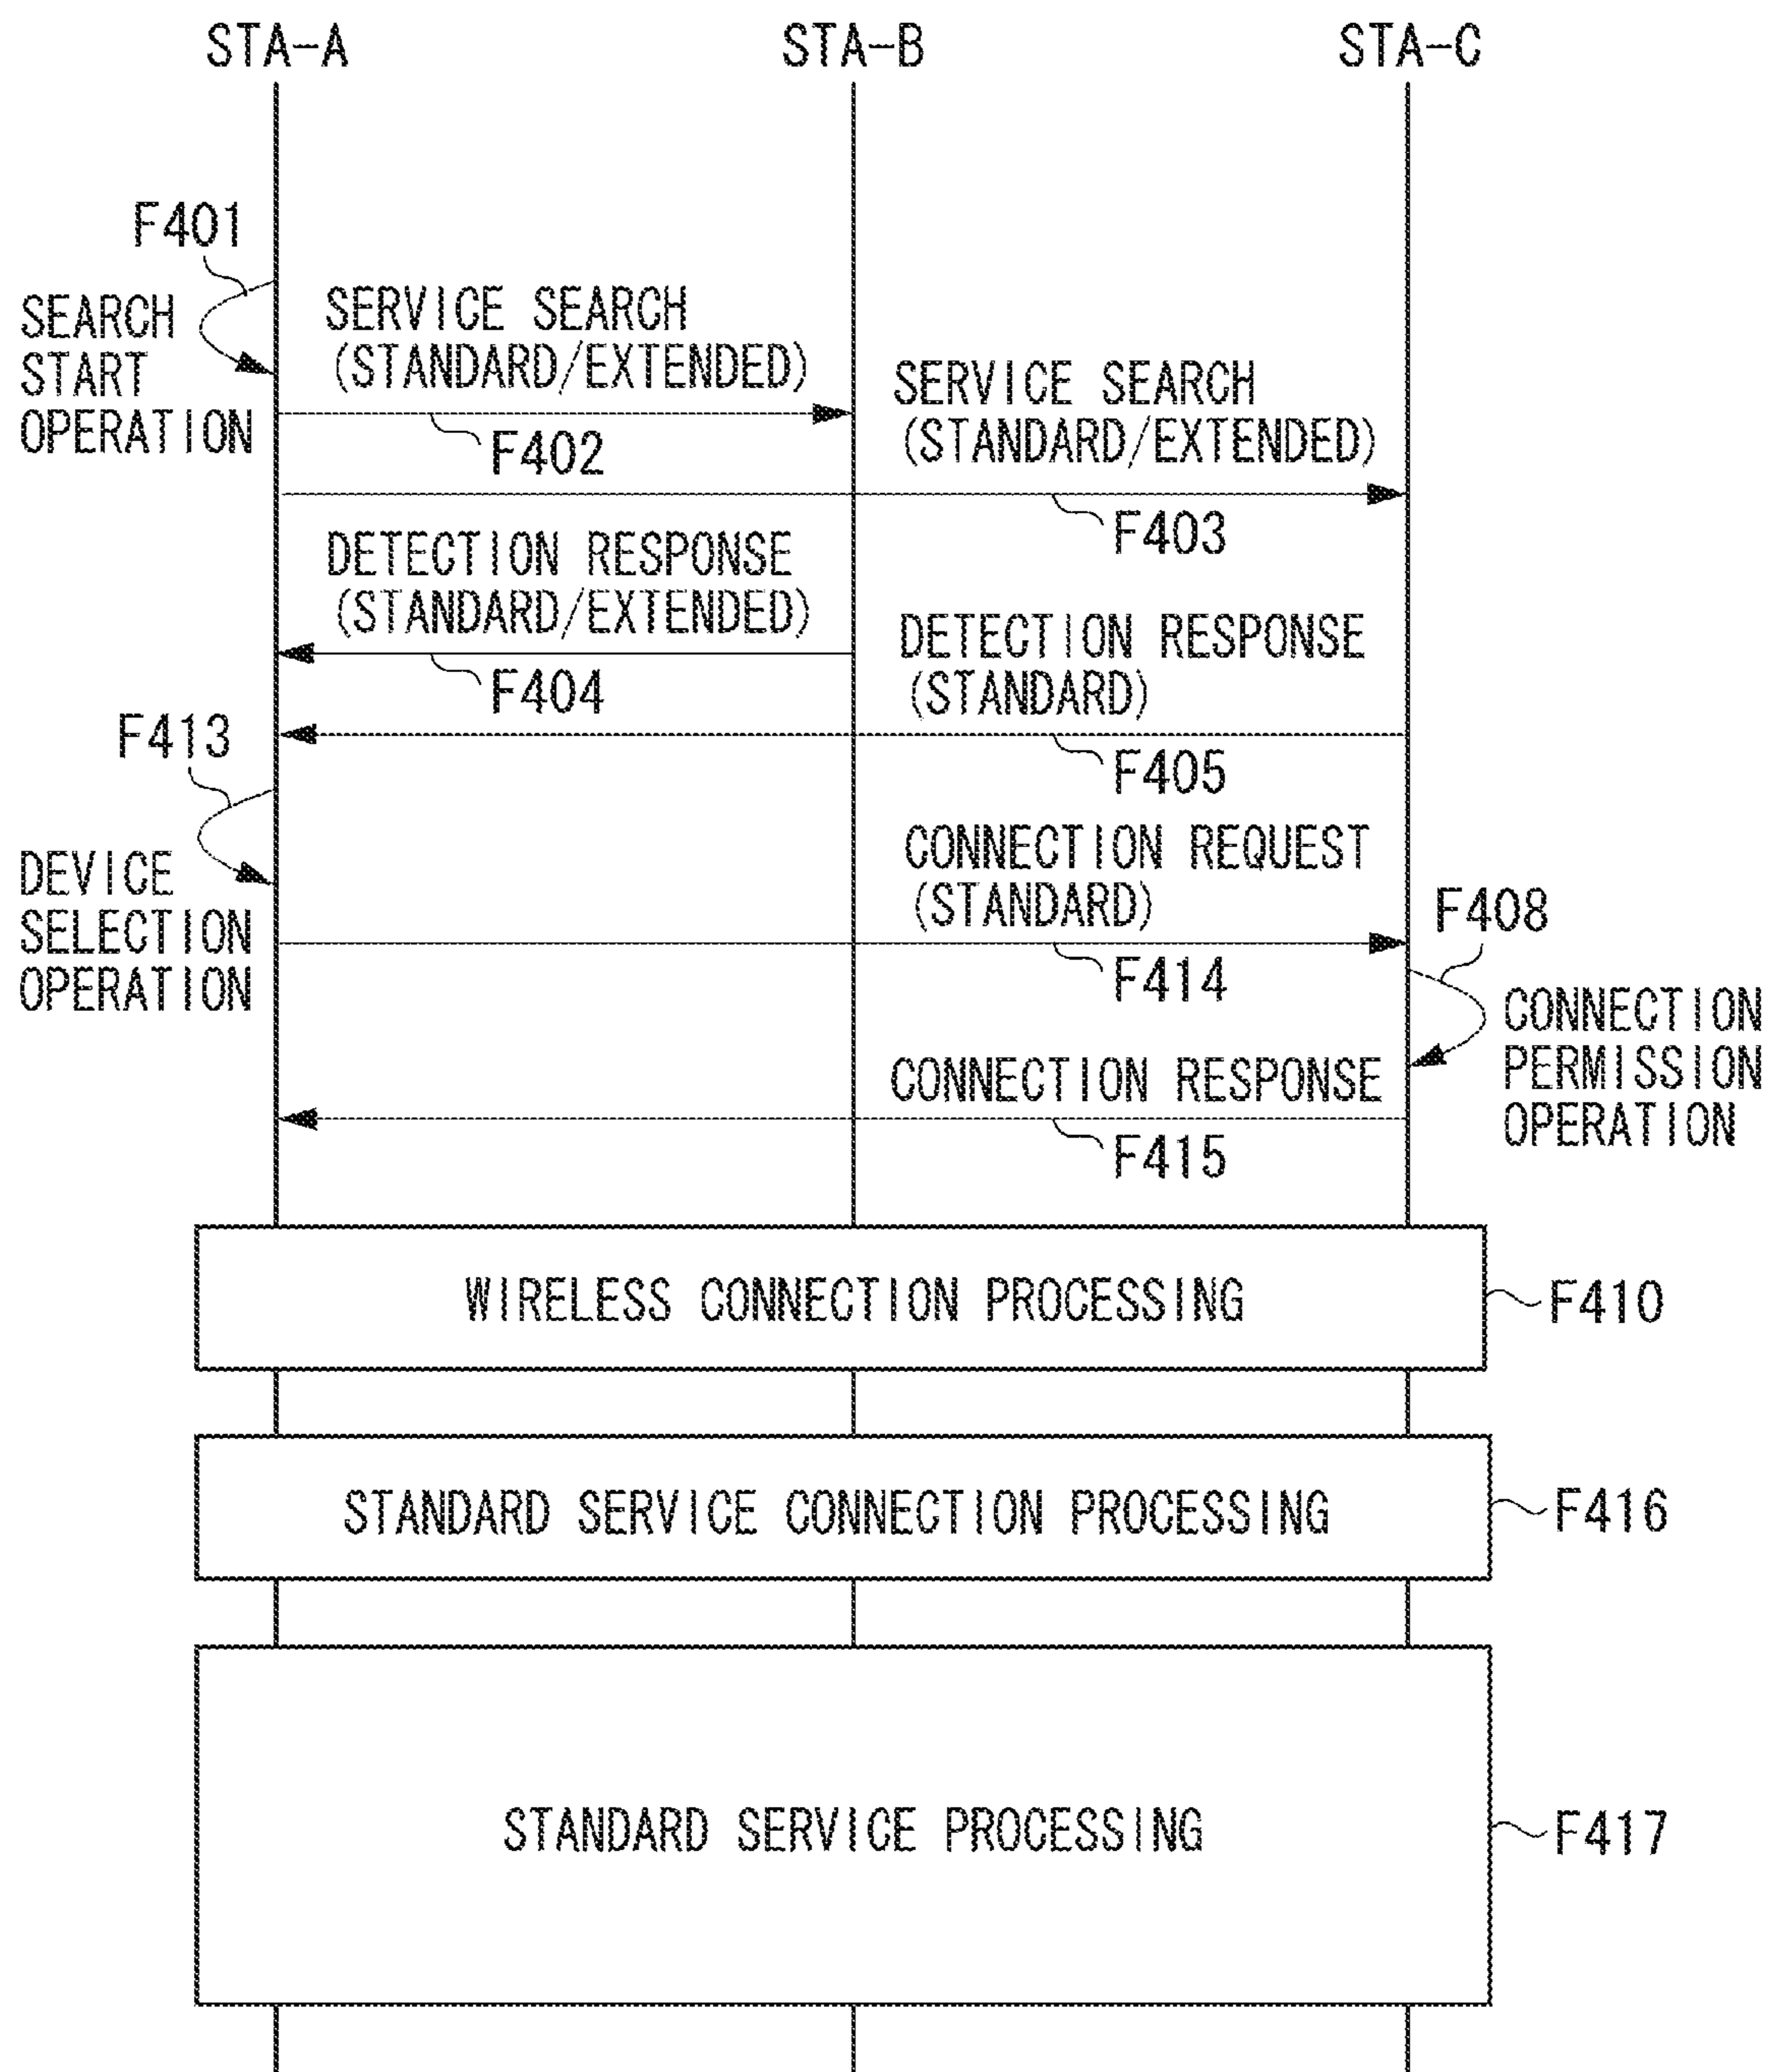 STA-A
STA-B
STA-C
F401
SEARCH
START
OPERATION
SERVICE SEARCH
(STANDARD/EXTENDED)
F402
SERVICE SEARCH
(STANDARD/EXTENDED)
F403
DETECTION RESPONSE
(STANDARD/EXTENDED)
F404
DETECTION RESPONSE
(STANDARD)
F405
F413
DEVICE
SELECTION
OPERATION
CONNECTION REQUEST
(STANDARD)
F414
F408
CONNECTION
PERMISSION
OPERATION
CONNECTION RESPONSE
F415
WIRELESS CONNECTION PROCESSING
F410
STANDARD SERVICE CONNECTION PROCESSING
F416
STANDARD SERVICE PROCESSING
F417